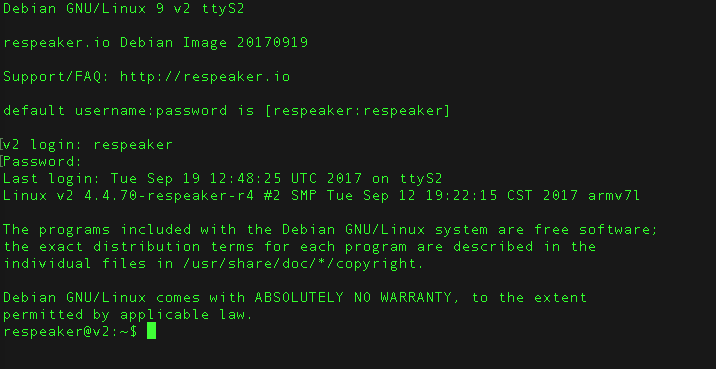 Debian GNU/Linux 9 v2 ttyS2
respeaker.io Debian Image 20170919
Support/FAQ: http://respeaker.io
default username:password is [respeaker:respeaker]
[v2 login: respeaker
[Password:
Last login: Tue Sep 19 12:48:25 UTC 2017 on ttyS2
Linux v2 4.4.70-respeaker-r4 #2 SMP Tue Sep 12 19:22:15 CST 2017 armv7l
The programs included with the Debian GNU/Linux system are free software;
the exact distribution terms for each program are described in the
individual files in /usr/share/doc/*/copyright.
Debian GNU/Linux comes with ABSOLUTELY NO WARRANTY, to the extent
permitted by applicable law.
respeaker@v2:~$